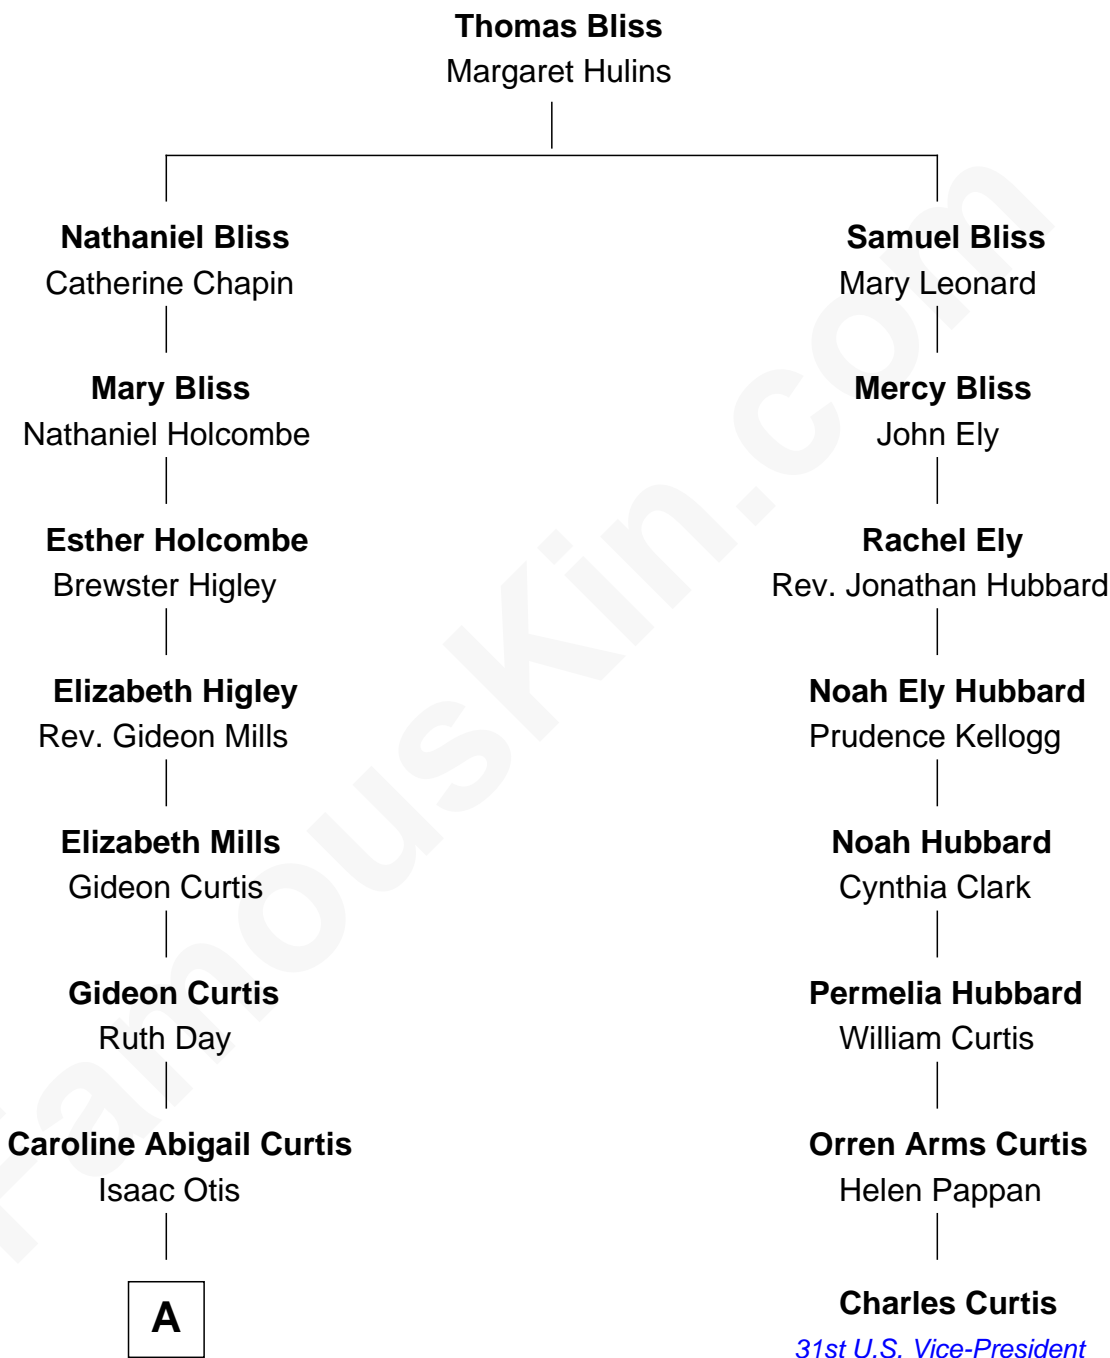 Thomas Bliss
Margaret Hulins
Nathaniel Bliss
Catherine Chapin
Mary Bliss
Nathaniel Holcombe
Esther Holcombe
Brewster Higley
Elizabeth Higley
Rev. Gideon Mills
Elizabeth Mills
Gideon Curtis
Gideon Curtis
Ruth Day
Caroline Abigail Curtis
Isaac Otis
A
Samuel Bliss
Mary Leonard
Mercy Bliss
John Ely
Rachel Ely
Rev. Jonathan Hubbard
Noah Ely Hubbard
Prudence Kellogg
Noah Hubbard
Cynthia Clark
Permelia Hubbard
William Curtis
Orren Arms Curtis
Helen Pappan
Charles Curtis
31st U.S. Vice-President
FamousKin.com